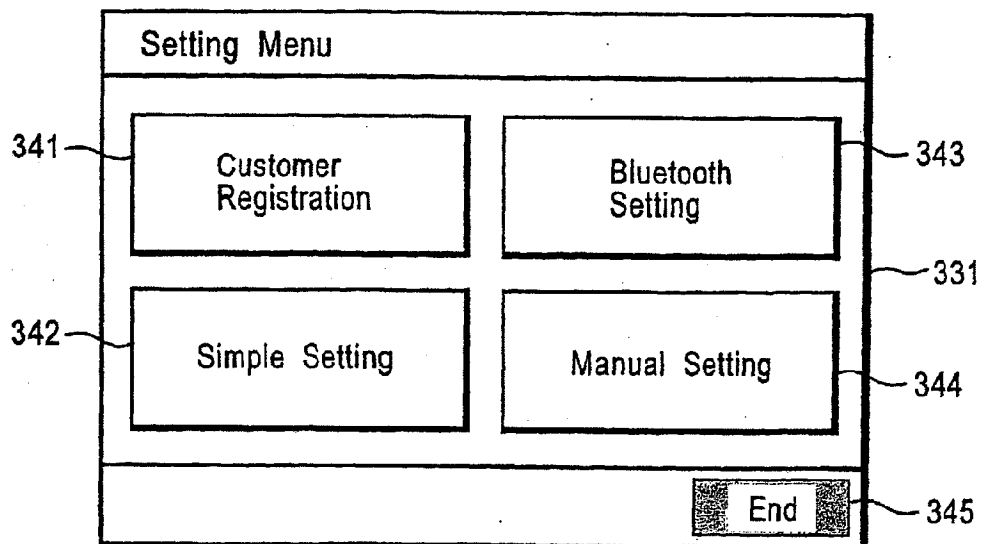 Setting Menu
341
Customer
Registration
Bluetooth
Setting
343
331
342
Simple Setting
Manual Setting
344
End
345